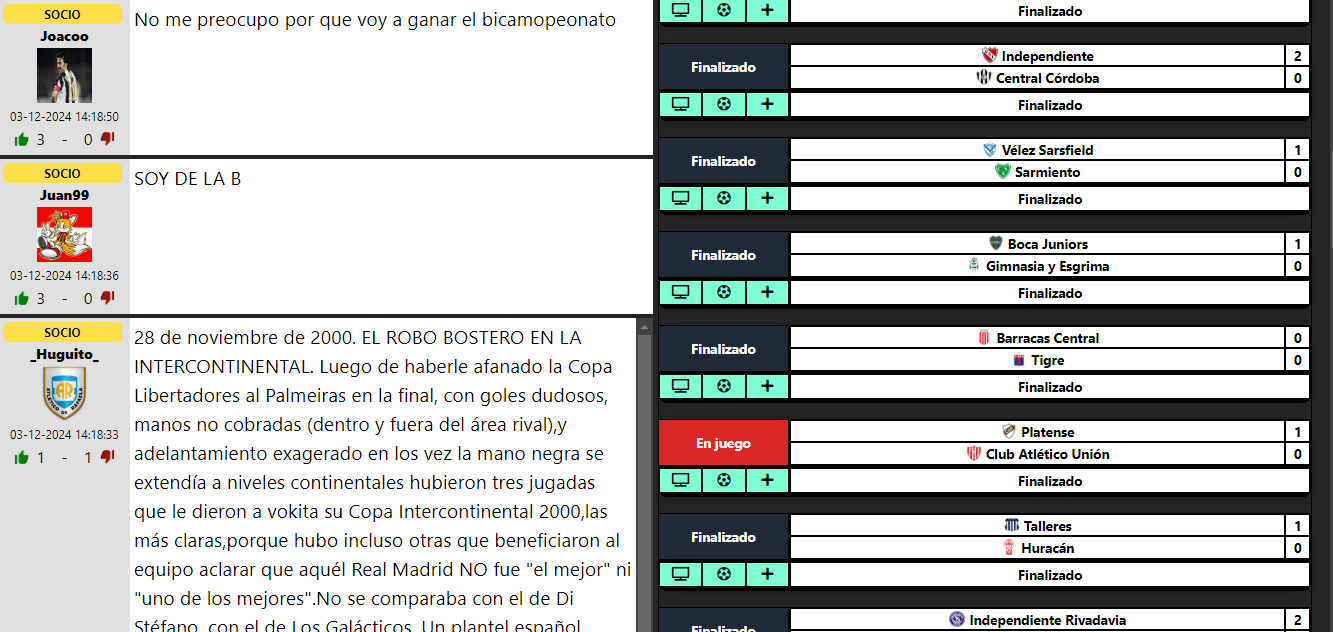 SOCIO
Joacoo
03-12-2024 14:18:50
3 - 0
No me preocupo por que voy a ganar el bicamopeonato
SOCIO
Juan99
03-12-2024 14:18:36
3 - 0
SOY DE LA B
SOCIO
_Huguito_
03-12-2024 14:18:33
1 - 1
28 de noviembre de 2000. EL ROBO BOSTERO EN LA
INTERCONTINENTAL. Luego de haberle afanado la Copa
Libertadores al Palmeiras en la final, con goles dudosos,
manos no cobradas (dentro y fuera del área rival),y
adelantamiento exagerado en los vez la mano negra se
extendía a niveles continentales hubieron tres jugadas
que le dieron a vokita su Copa Intercontinental 2000,las
más claras,porque hubo incluso otras que beneficiaron al
equipo aclarar que aquél Real Madrid NO fue "el mejor" ni
"uno de los mejores".No se comparaba con el de Di
Stéfano, con el de Los Galácticos. Un plantel español
Finalizado
Finalizado
Independiente 2
Central Córdoba 0
Finalizado
Finalizado
Vélez Sarsfield 1
Sarmiento 0
Finalizado
Finalizado
Boca Juniors 1
Gimnasia y Esgrima 0
Finalizado
Finalizado
Barracas Central 0
Tigre 0
Finalizado
En juego
Platense 1
Club Atlético Unión 0
Finalizado
Finalizado
Talleres 1
Huracán 0
Finalizado
Finalizado
Independiente Rivadavia 2